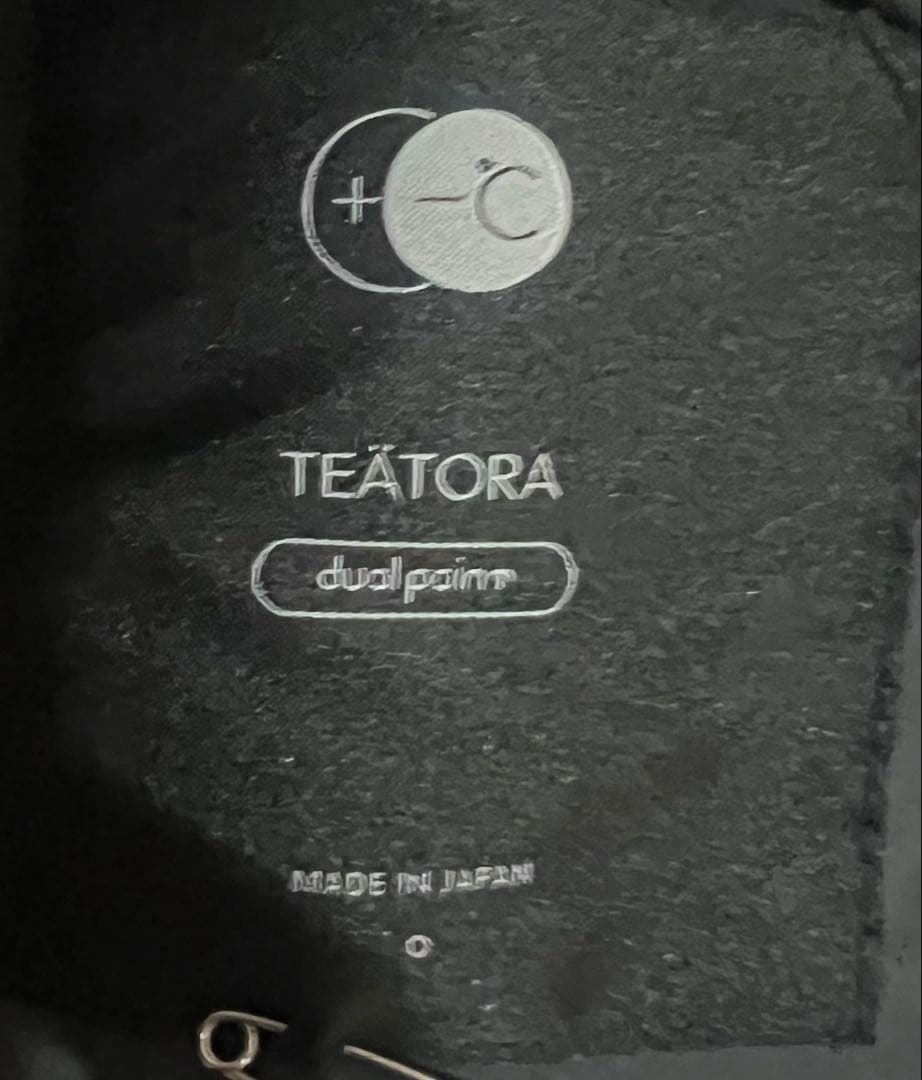 + −°C
TEÄTORA
dualpoint
MADE IN JAPAN